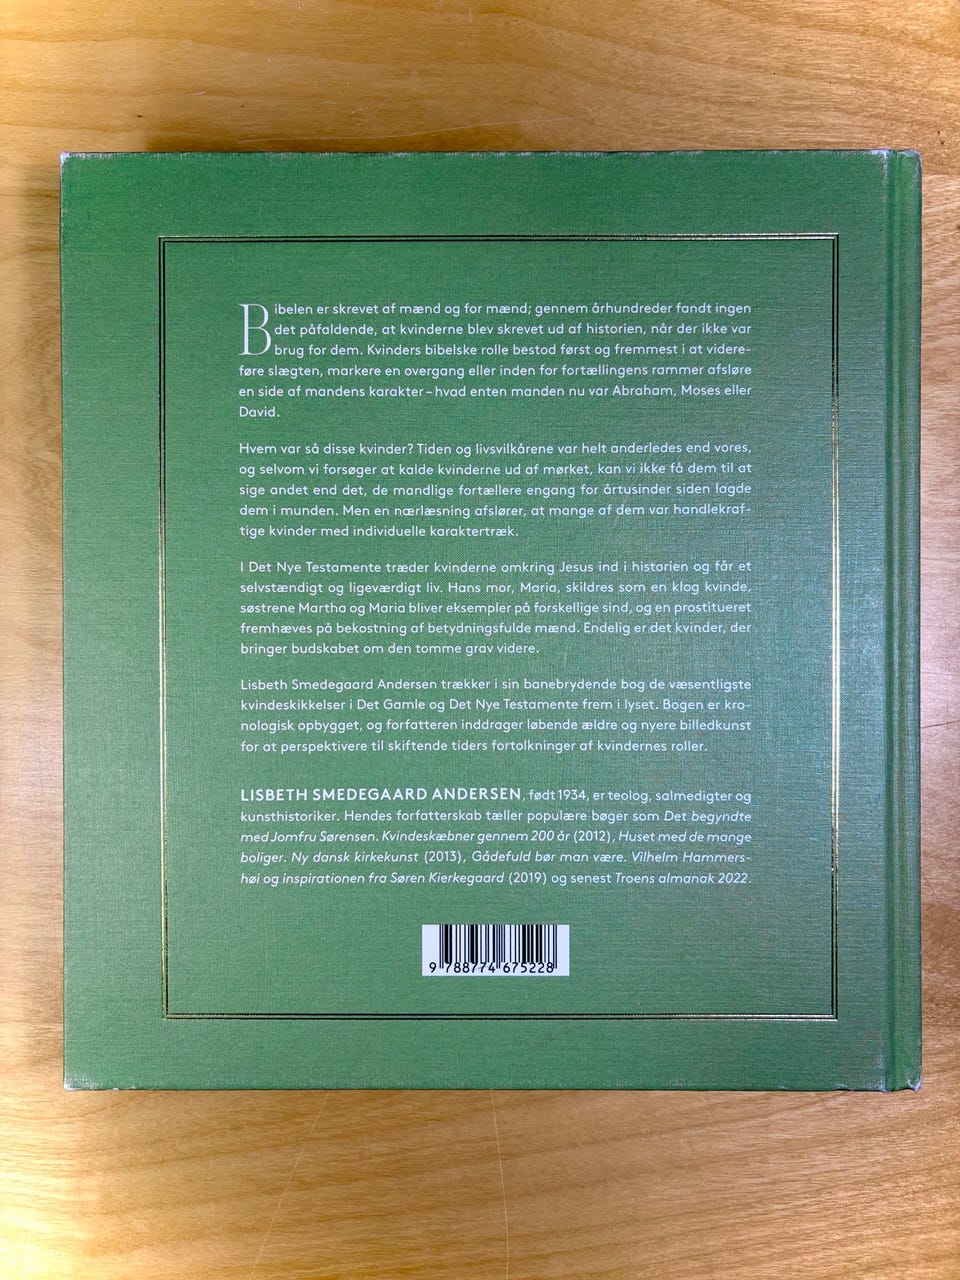 Bibelen er skrevet af mænd og for mænd; gennem århundreder fandt ingen
det påfaldende, at kvinderne blev skrevet ud af historien, når der ikke var
brug for dem. Kvinders bibelske rolle bestod først og fremmest i at videre-
føre slægten, markere en overgang eller inden for fortællingens rammer afsløre
en side af mandens karakter – hvad enten manden nu var Abraham, Moses eller
David.
Hvem var så disse kvinder? Tiden og livsvilkårene var helt anderledes end vores,
og selvom vi forsøger at kalde kvinderne ud af mørket, kan vi ikke få dem til at
sige andet end det, de mandlige fortællere engang for årtusinder siden lagde
dem i munden. Men en nærlæsning afslører, at mange af dem var handlekraf-
tige kvinder med individuelle karaktertræk.
I Det Nye Testamente træder kvinderne omkring Jesus ind i historien og får et
selvstændigt og ligeværdigt liv. Hans mor, Maria, skildres som en klog kvinde,
søstrene Martha og Maria bliver eksempler på forskellige sind, og en prostitueret
fremhæves på bekostning af betydningsfulde mænd. Endelig er det kvinder, der
bringer budskabet om den tomme grav videre.
Lisbeth Smedegaard Andersen trækker i sin banebrydende bog de væsentligste
kvindeskikkelser i Det Gamle og Det Nye Testamente frem i lyset. Bogen er kro-
nologisk opbygget, og forfatteren inddrager løbende ældre og nyere billedkunst
for at perspektivere til skiftende tiders fortolkninger af kvindernes roller.
LISBETH SMEDEGAARD ANDERSEN, født 1934, er teolog, salmedigter og
kunsthistoriker. Hendes forfatterskab tæller populære bøger som Det begyndte
med Jomfru Sørensen. Kvindeskæbner gennem 200 år (2012), Huset med de mange
boliger. Ny dansk kirkekunst (2013), Gådefuld bør man være. Vilhelm Hammers-
høi og inspirationen fra Søren Kierkegaard (2019) og senest Troens almanak 2022.
9 788774 675228